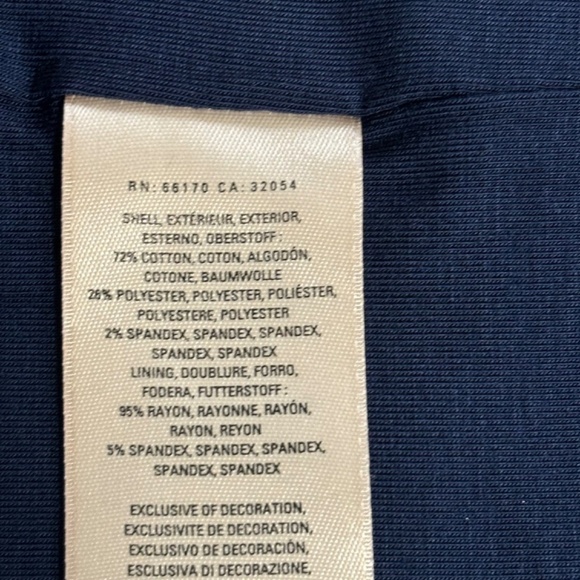 RN: 66170 CA: 32054
SHELL, EXTÉRIEUR, EXTERIOR,
ESTERNO, OBERSTOFF:
72% COTTON, COTON, ALGODÓN,
COTONE, BAUMWOLLE
26% POLYESTER, POLYESTER, POLIÉSTER,
POLYESTERE, POLYESTER
2% SPANDEX, SPANDEX, SPANDEX,
SPANDEX, SPANDEX
LINING, DOUBLURE, FORRO,
FODERA, FUTTERSTOFF:
95% RAYON, RAYONNE, RAYÓN,
RAYON, REYON
5% SPANDEX, SPANDEX, SPANDEX,
SPANDEX, SPANDEX
EXCLUSIVE OF DECORATION,
EXCLUSIVITE DE DECORATION,
EXCLUSIVO DE DECORACIÓN,
ESCLUSIVA DI DECORAZIONE,